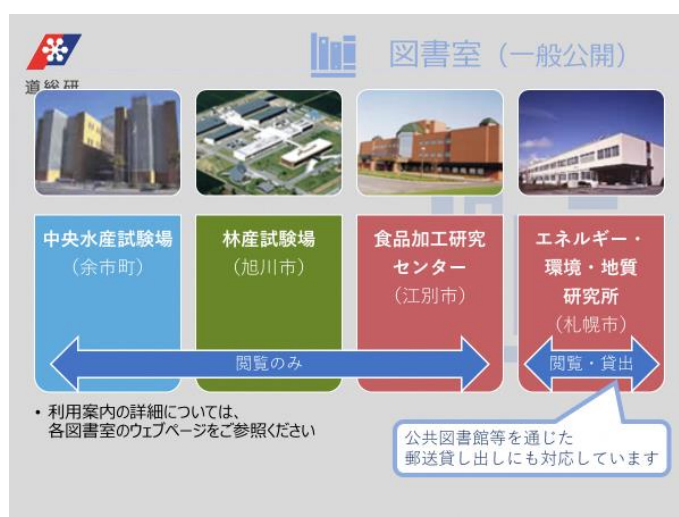 図書室（一般公開）
道総研
中央水産試験場
（余市町）
林産試験場
（旭川市）
食品加工研究
センター
（江別市）
エネルギー・
環境・地質
研究所
（札幌市）
閲覧のみ
閲覧・貸出
・利用案内の詳細については、
各図書室のウェブページをご参照ください
公共図書館等を通じた
郵送貸し出しにも対応しています